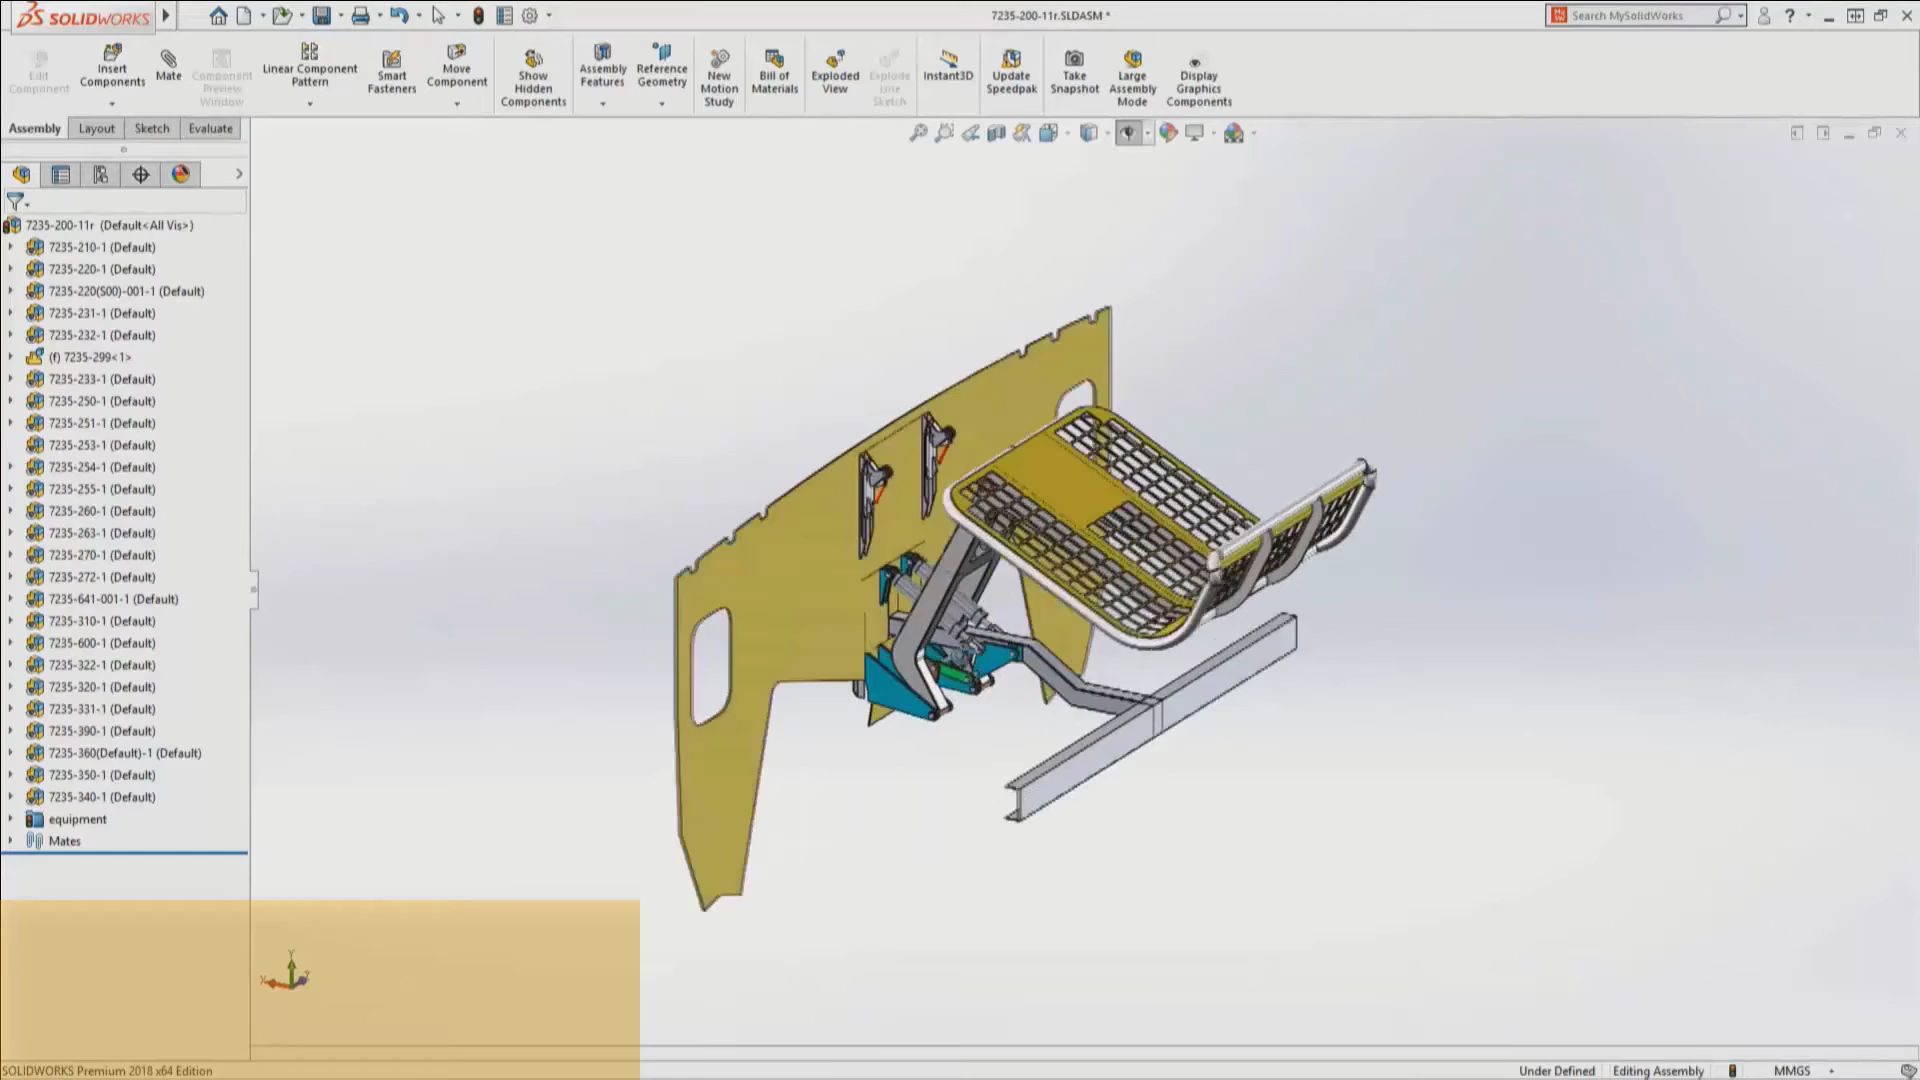 SOLIDWORKS
7235-200-11r.SLDASM *
Search MySolidWorks
Edit Component
Insert Components
Mate
Component Preview Window
Linear Component Pattern
Smart Fasteners
Move Component
Show Hidden Components
Assembly Features
Reference Geometry
New Motion Study
Bill of Materials
Exploded View
Explode Line Sketch
Instant3D
Update Speedpak
Take Snapshot
Large Assembly Mode
Display Graphics Components
Assembly Layout Sketch Evaluate
7235-200-11r (Default<All Vis>)
7235-210-1 (Default)
7235-220-1 (Default)
7235-220(S00)-001-1 (Default)
7235-231-1 (Default)
7235-232-1 (Default)
(f) 7235-299<1>
7235-233-1 (Default)
7235-250-1 (Default)
7235-251-1 (Default)
7235-253-1 (Default)
7235-254-1 (Default)
7235-255-1 (Default)
7235-260-1 (Default)
7235-263-1 (Default)
7235-270-1 (Default)
7235-272-1 (Default)
7235-641-001-1 (Default)
7235-310-1 (Default)
7235-600-1 (Default)
7235-322-1 (Default)
7235-320-1 (Default)
7235-331-1 (Default)
7235-390-1 (Default)
7235-360(Default)-1 (Default)
7235-350-1 (Default)
7235-340-1 (Default)
equipment
Mates
Y
X
Z
SOLIDWORKS Premium 2018 x64 Edition
Under Defined Editing Assembly MMGS